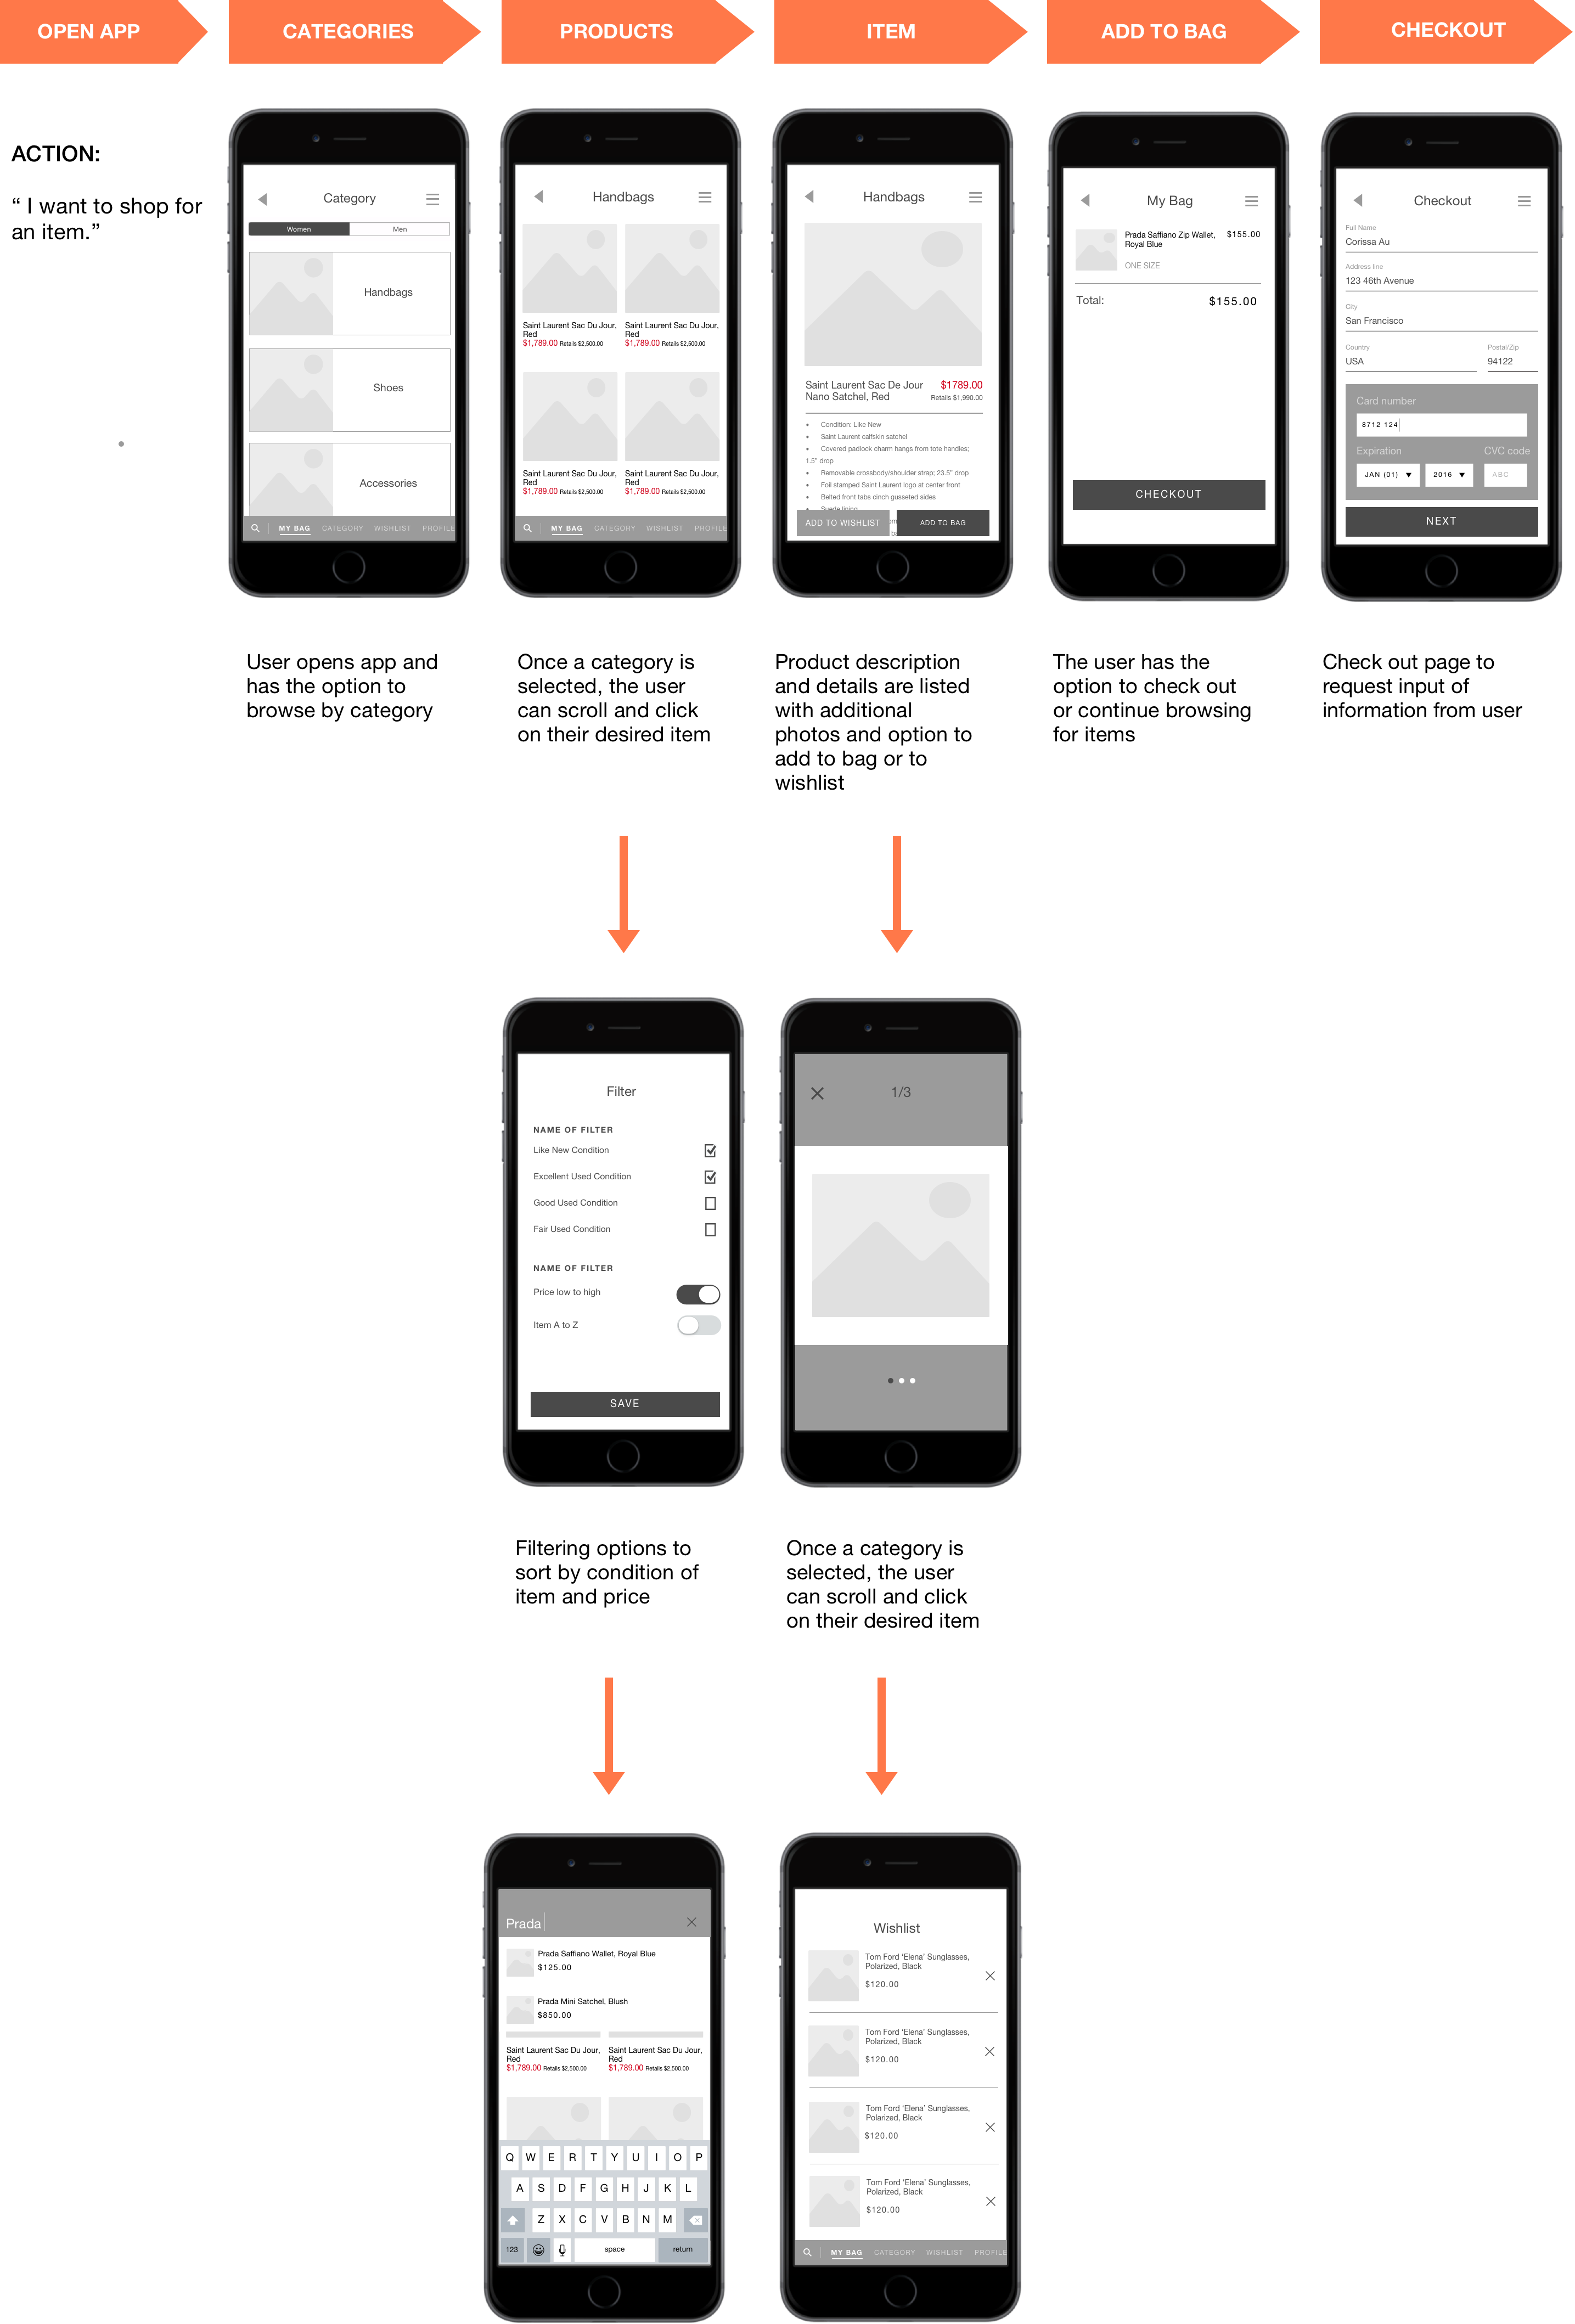 OPEN APP
CATEGORIES
PRODUCTS
ITEM
ADD TO BAG
CHECKOUT
ACTION:
“ I want to shop for
an item.”
Category
Women Men
Handbags
Shoes
Accessories
MY BAG CATEGORY WISHLIST PROFILE
Handbags
Saint Laurent Sac Du Jour, Saint Laurent Sac Du Jour,
Red Red
$1,789.00 Retails $2,500.00 $1,789.00 Retails $2,500.00
Saint Laurent Sac Du Jour, Saint Laurent Sac Du Jour,
Red Red
$1,789.00 Retails $2,500.00 $1,789.00 Retails $2,500.00
MY BAG CATEGORY WISHLIST PROFILE
Handbags
Saint Laurent Sac De Jour $1789.00
Nano Satchel, Red Retails $1,990.00
• Condition: Like New
• Saint Laurent calfskin satchel
• Covered padlock charm hangs from tote handles;
1.5" drop
• Removable crossbody/shoulder strap; 23.5" drop
• Foil stamped Saint Laurent logo at center front
• Belted front tabs cinch gusseted sides
• Suede lining
ADD TO WISHLIST ADD TO BAG
My Bag
Prada Saffiano Zip Wallet, $155.00
Royal Blue
ONE SIZE
Total: $155.00
CHECKOUT
Checkout
Full Name
Corissa Au
Address line
123 46th Avenue
City
San Francisco
Country Postal/Zip
USA 94122
Card number
8712 124
Expiration CVC code
JAN (01) ▼ 2016 ▼ ABC
NEXT
User opens app and
has the option to
browse by category
Once a category is
selected, the user
can scroll and click
on their desired item
Product description
and details are listed
with additional
photos and option to
add to bag or to
wishlist
The user has the
option to check out
or continue browsing
for items
Check out page to
request input of
information from user
Filter
NAME OF FILTER
Like New Condition
Excellent Used Condition
Good Used Condition
Fair Used Condition
NAME OF FILTER
Price low to high
Item A to Z
SAVE
1/3
Filtering options to
sort by condition of
item and price
Once a category is
selected, the user
can scroll and click
on their desired item
Prada
Prada Saffiano Wallet, Royal Blue
$125.00
Prada Mini Satchel, Blush
$850.00
Saint Laurent Sac Du Jour, Saint Laurent Sac Du Jour,
Red Red
$1,789.00 Retails $2,500.00 $1,789.00 Retails $2,500.00
Q W E R T Y U I O P
A S D F G H J K L
Z X C V B N M
123 space return
Wishlist
Tom Ford ‘Elena’ Sunglasses,
Polarized, Black
$120.00
Tom Ford ‘Elena’ Sunglasses,
Polarized, Black
$120.00
Tom Ford ‘Elena’ Sunglasses,
Polarized, Black
$120.00
Tom Ford ‘Elena’ Sunglasses,
Polarized, Black
$120.00
MY BAG CATEGORY WISHLIST PROFILE